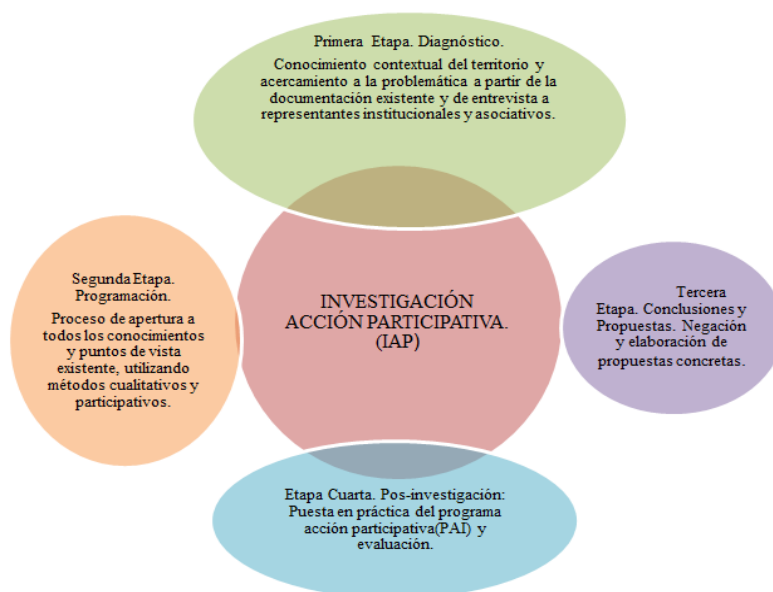 Primera Etapa. Diagnóstico.
Conocimiento contextual del territorio y
acercamiento a la problemática a partir de la
documentación existente y de entrevista a
representantes institucionales y asociativos.
Segunda Etapa.
Programación.
Proceso de apertura a
todos los conocimientos
y puntos de vista
existente, utilizando
métodos cualitativos y
participativos.
INVESTIGACIÓN
ACCIÓN PARTICIPATIVA.
(IAP)
Tercera
Etapa. Conclusiones y
Propuestas. Negación
y elaboración de
propuestas concretas.
Etapa Cuarta. Pos-investigación:
Puesta en práctica del programa
acción participativa(PAI) y
evaluación.